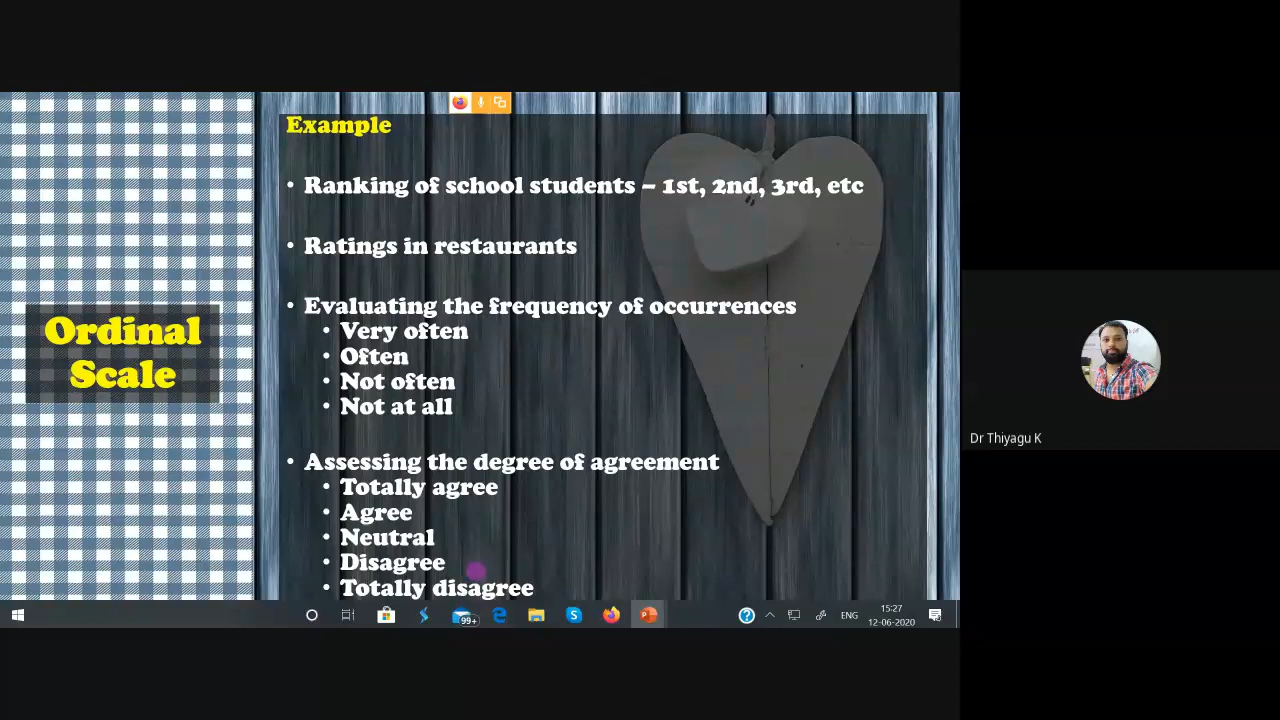 Example
• Ranking of school students – 1st, 2nd, 3rd, etc
• Ratings in restaurants
• Evaluating the frequency of occurrences
• Very often
• Often
• Not often
• Not at all
• Assessing the degree of agreement
• Totally agree
• Agree
• Neutral
• Disagree
• Totally disagree
Ordinal
Scale
Dr Thiyagu K
99+
ENG
15:27
12-06-2020